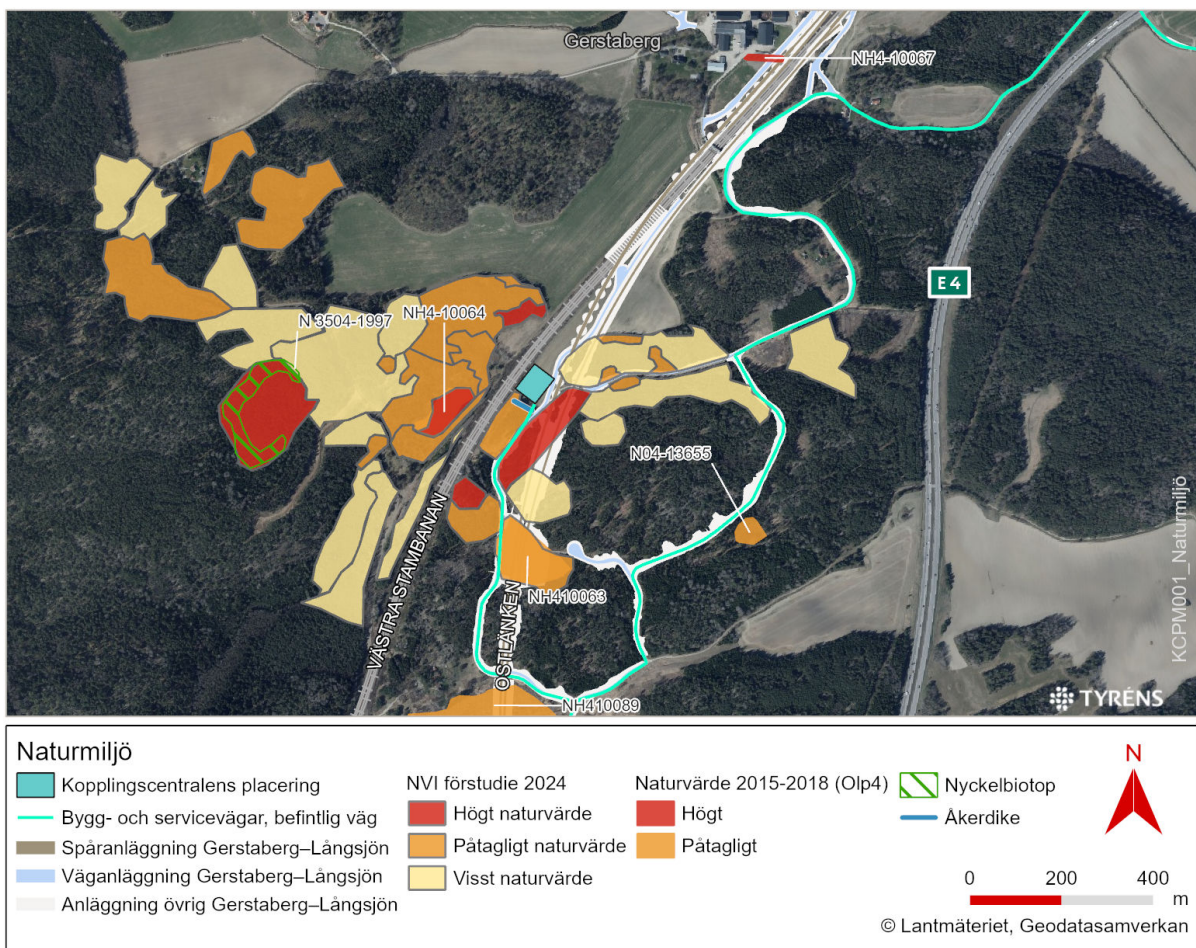 Gerstaberg
NH4-10067
E 4
N 3504-1997
NH4-10064
N04-13655
VÄSTRA STAMBANAN
ÖSTLÄNKEN
NH410063
NH410089
KCPM001_Naturmiljö
TYRÉNS
Naturmiljö
Kopplingscentralens placering
Bygg- och servicevägar, befintlig väg
Spåranläggning Gerstaberg–Långsjön
Väganläggning Gerstaberg–Långsjön
Anläggning övrig Gerstaberg–Långsjön
NVI förstudie 2024
Högt naturvärde
Påtagligt naturvärde
Visst naturvärde
Naturvärde 2015-2018 (Olp4)
Högt
Påtagligt
Nyckelbiotop
Åkerdike
N
0 200 400
m
© Lantmäteriet, Geodatasamverkan